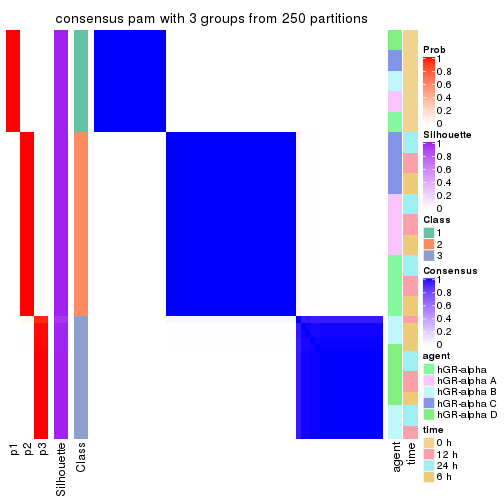 consensus pam with 3 groups from 250 partitions
p1
p2
p3
Silhouette
Class
agent
time
Prob
1
0.8
0.6
0.4
0.2
0
Silhouette
1
0.8
0.6
0.4
0.2
0
Class
1
2
3
Consensus
1
0.8
0.6
0.4
0.2
0
agent
hGR-alpha
hGR-alpha A
hGR-alpha B
hGR-alpha C
hGR-alpha D
time
0 h
12 h
24 h
6 h